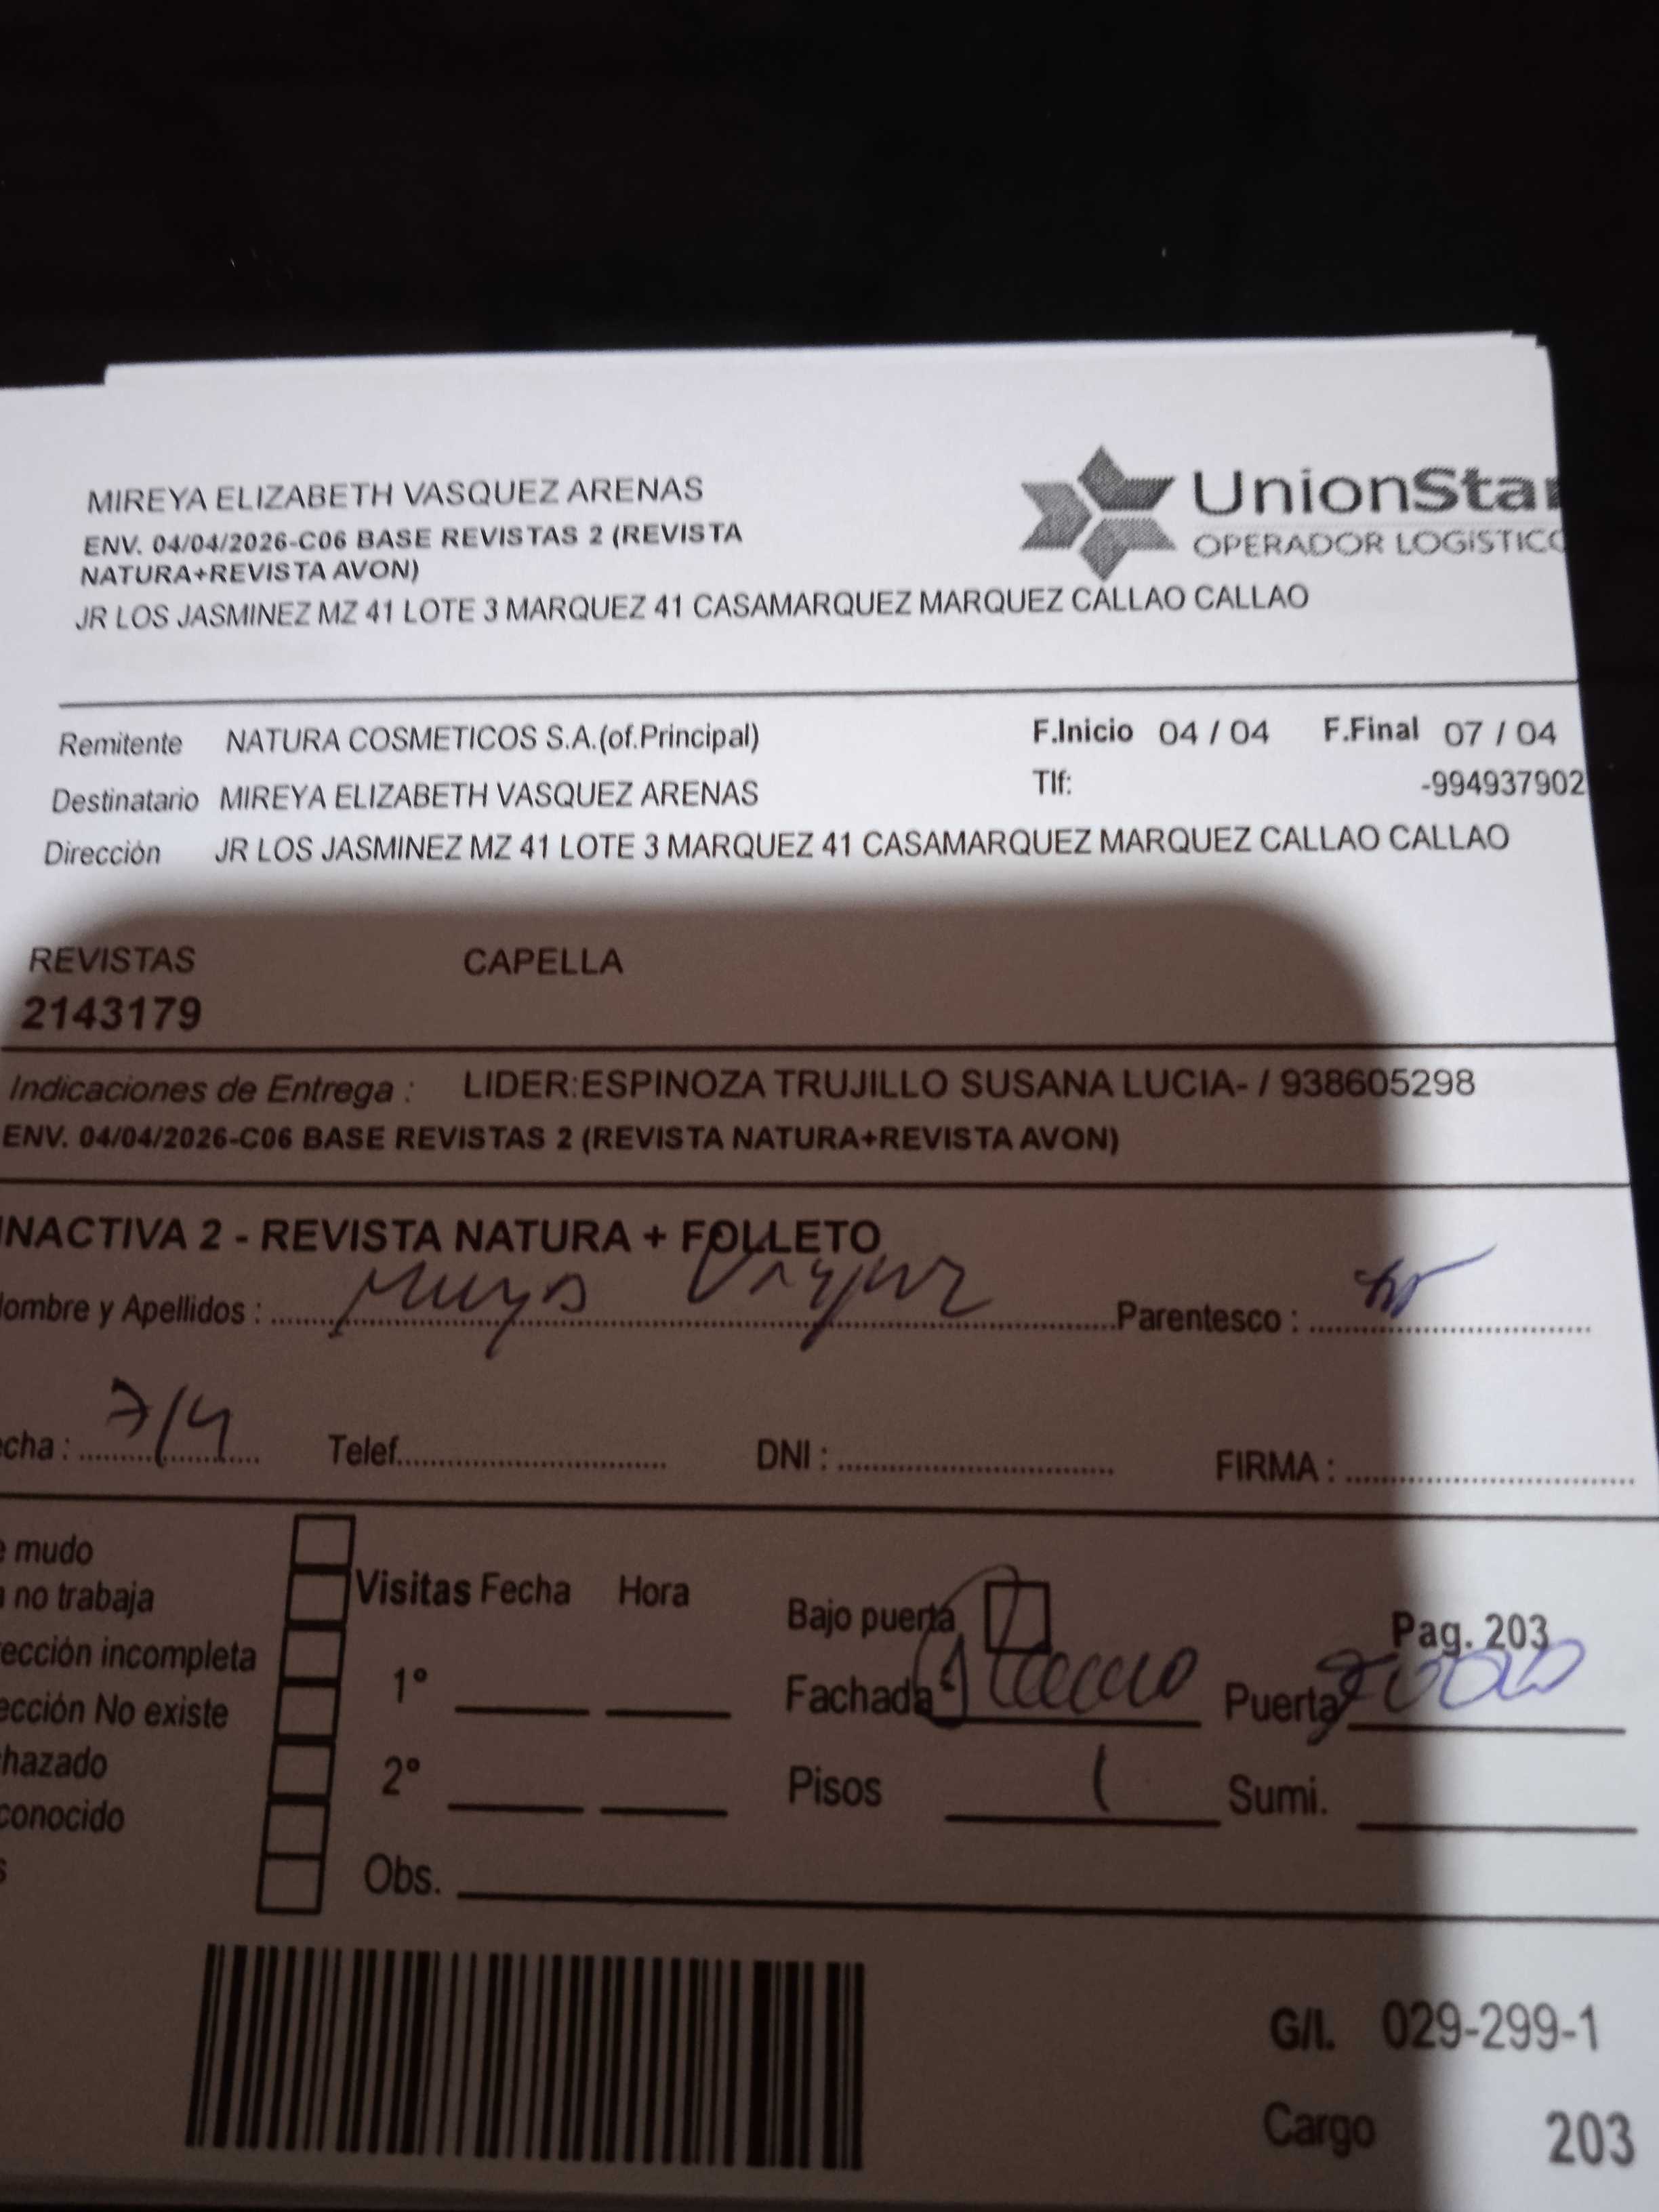 MIREYA ELIZABETH VASQUEZ ARENAS
ENV. 04/04/2026-C06 BASE REVISTAS 2 (REVISTA
NATURA+REVISTA AVON)
JR LOS JASMINEZ MZ 41 LOTE 3 MARQUEZ 41 CASAMARQUEZ MARQUEZ CALLAO CALLAO
UnionStar
OPERADOR LOGÍSTICO
Remitente NATURA COSMETICOS S.A.(of.Principal) F.Inicio 04 / 04 F.Final 07 / 04
Destinatario MIREYA ELIZABETH VASQUEZ ARENAS Tlf: -994937902
Dirección JR LOS JASMINEZ MZ 41 LOTE 3 MARQUEZ 41 CASAMARQUEZ MARQUEZ CALLAO CALLAO
REVISTAS CAPELLA
2143179
Indicaciones de Entrega : LIDER:ESPINOZA TRUJILLO SUSANA LUCIA- / 938605298
ENV. 04/04/2026-C06 BASE REVISTAS 2 (REVISTA NATURA+REVISTA AVON)
INACTIVA 2 - REVISTA NATURA + FOLLETO
Nombre y Apellidos : Parentesco :
echa : 7/4 Telef. DNI : FIRMA :
e mudo
no trabaja
ección incompleta
ección No existe
hazado
conocido
s
Visitas Fecha Hora
1°
2°
Obs.
Bajo puerta Pag. 203
Fachada Puerta
Pisos 1 Sumi.
G/I. 029-299-1
Cargo 203